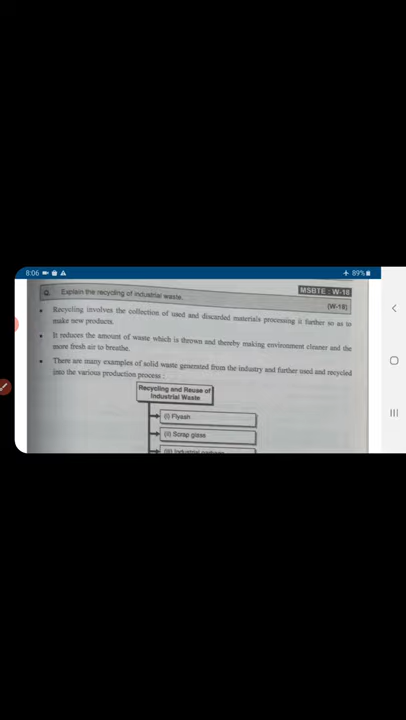 8:06 89%
Q. Explain the recycling of industrial waste. MSBTE : W-18
(W-18)
• Recycling involves the collection of used and discarded materials processing it further so as to
make new products.
• It reduces the amount of waste which is thrown and thereby making environment cleaner and the
more fresh air to breathe.
• There are many examples of solid waste generated from the industry and further used and recycled
into the various production process :
Recycling and Reuse of
Industrial Waste
(i) Flyash
(ii) Scrap glass
(iii) Industrial